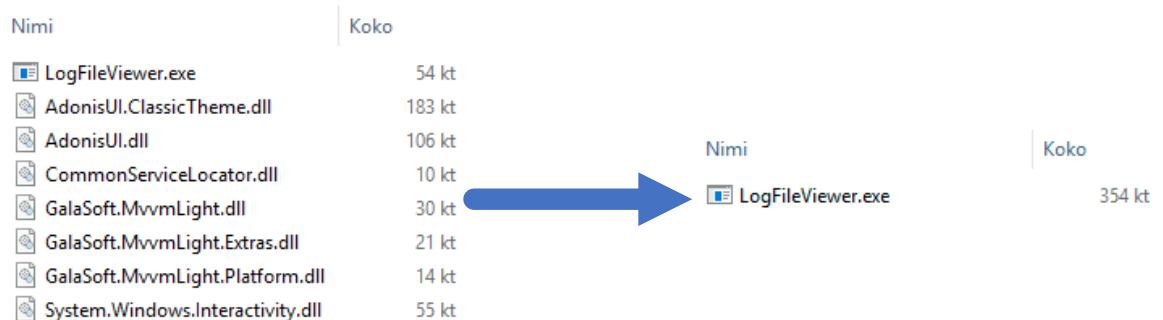 Nimi Koko
LogFileViewer.exe 54 kt
AdonisUI.ClassicTheme.dll 183 kt
AdonisUI.dll 106 kt
CommonServiceLocator.dll 10 kt
GalaSoft.MvvmLight.dll 30 kt
GalaSoft.MvvmLight.Extras.dll 21 kt
GalaSoft.MvvmLight.Platform.dll 14 kt
System.Windows.Interactivity.dll 55 kt
Nimi Koko
LogFileViewer.exe 354 kt